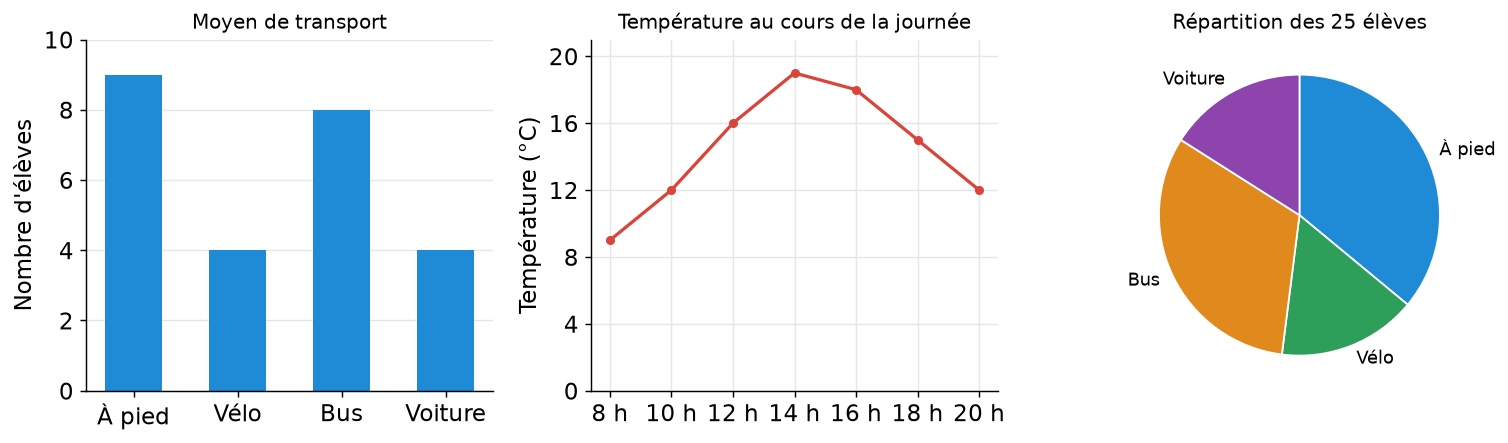 Moyen de transport
Nombre d'élèves
10
8
6
4
2
0
À pied Vélo Bus Voiture
Température au cours de la journée
Température (°C)
20
16
12
8
4
0
8 h 10 h 12 h 14 h 16 h 18 h 20 h
Répartition des 25 élèves
Voiture
À pied
Bus
Vélo